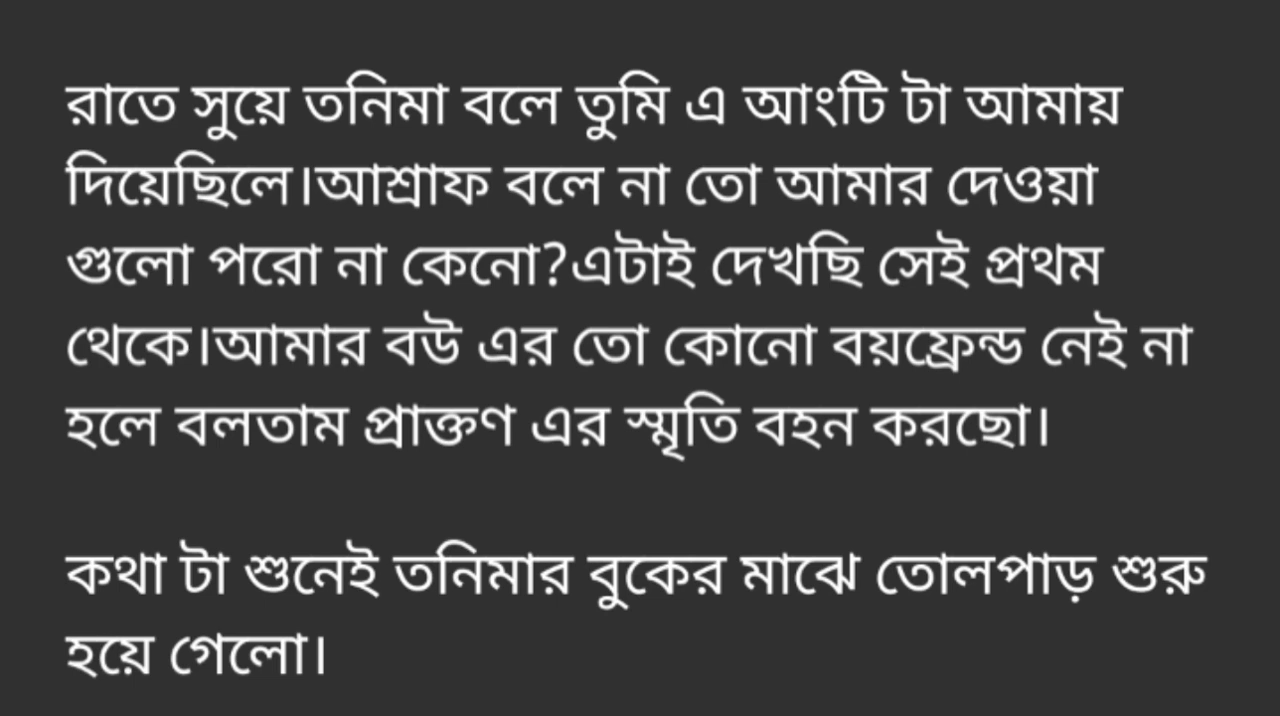 রাতে সুয়ে তনিমা বলে তুমি এ আংটি টা আমায়
দিয়েছিলে।আশ্রাফ বলে না তো আমার দেওয়া
গুলো পরো না কেনো?এটাই দেখছি সেই প্রথম
থেকে।আমার বউ এর তো কোনো বয়ফ্রেন্ড নেই না
হলে বলতাম প্রাক্তণ এর স্মৃতি বহন করছো।
কথা টা শুনেই তনিমার বুকের মাঝে তোলপাড় শুরু
হয়ে গেলো।